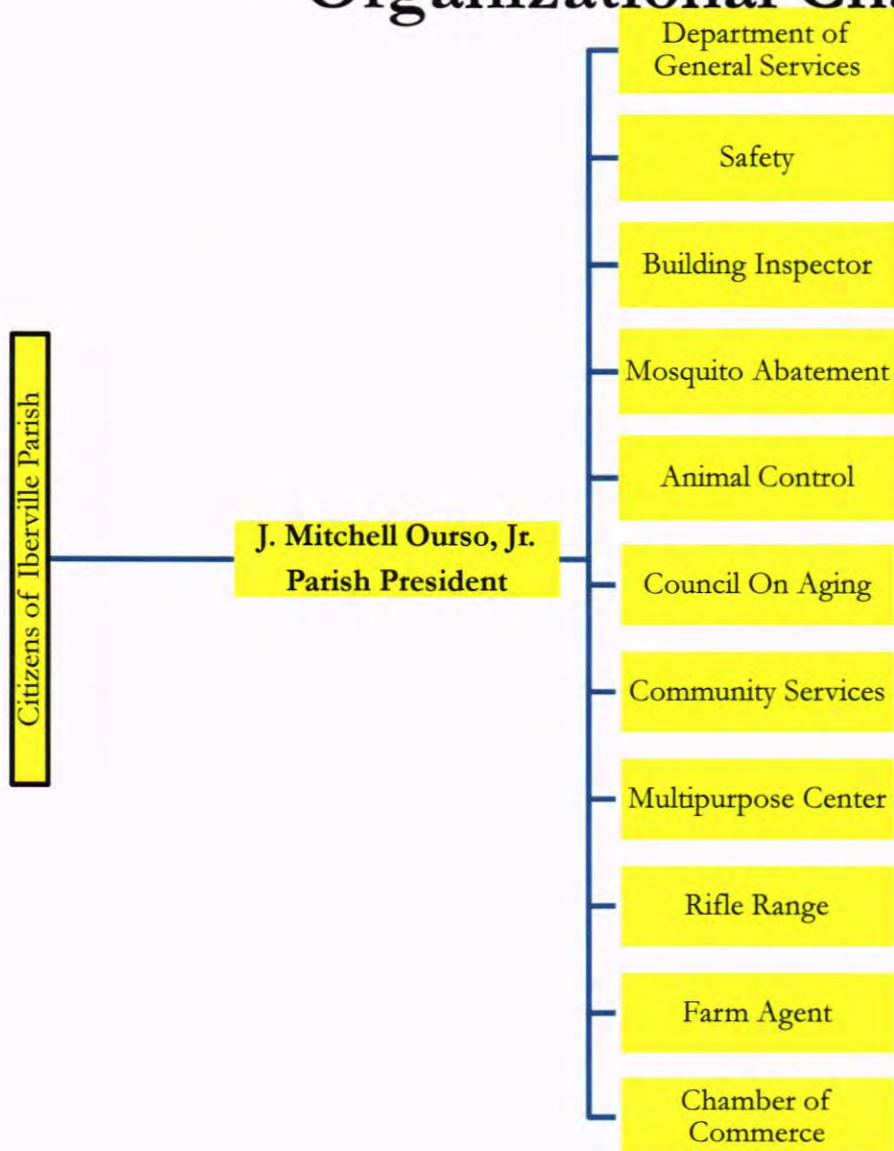 Organizational
Department of
General Services
Safety
Building Inspector
Mosquito Abatement
Animal Control
Citizens of Iberville Parish
J. Mitchell Ourso, Jr.
Parish President
Council On Aging
Community Services
Multipurpose Center
Rifle Range
Farm Agent
Chamber of
Commerce